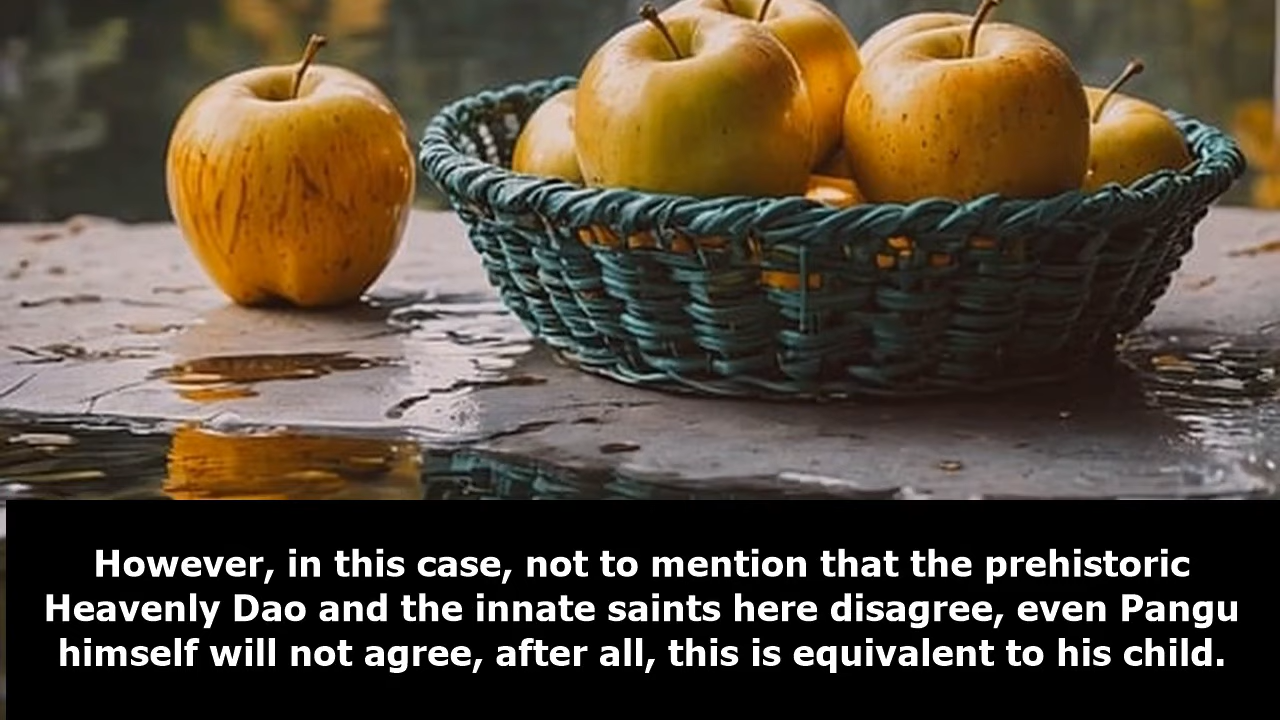 However, in this case, not to mention that the prehistoric
Heavenly Dao and the innate saints here disagree, even Pangu
himself will not agree, after all, this is equivalent to his child.